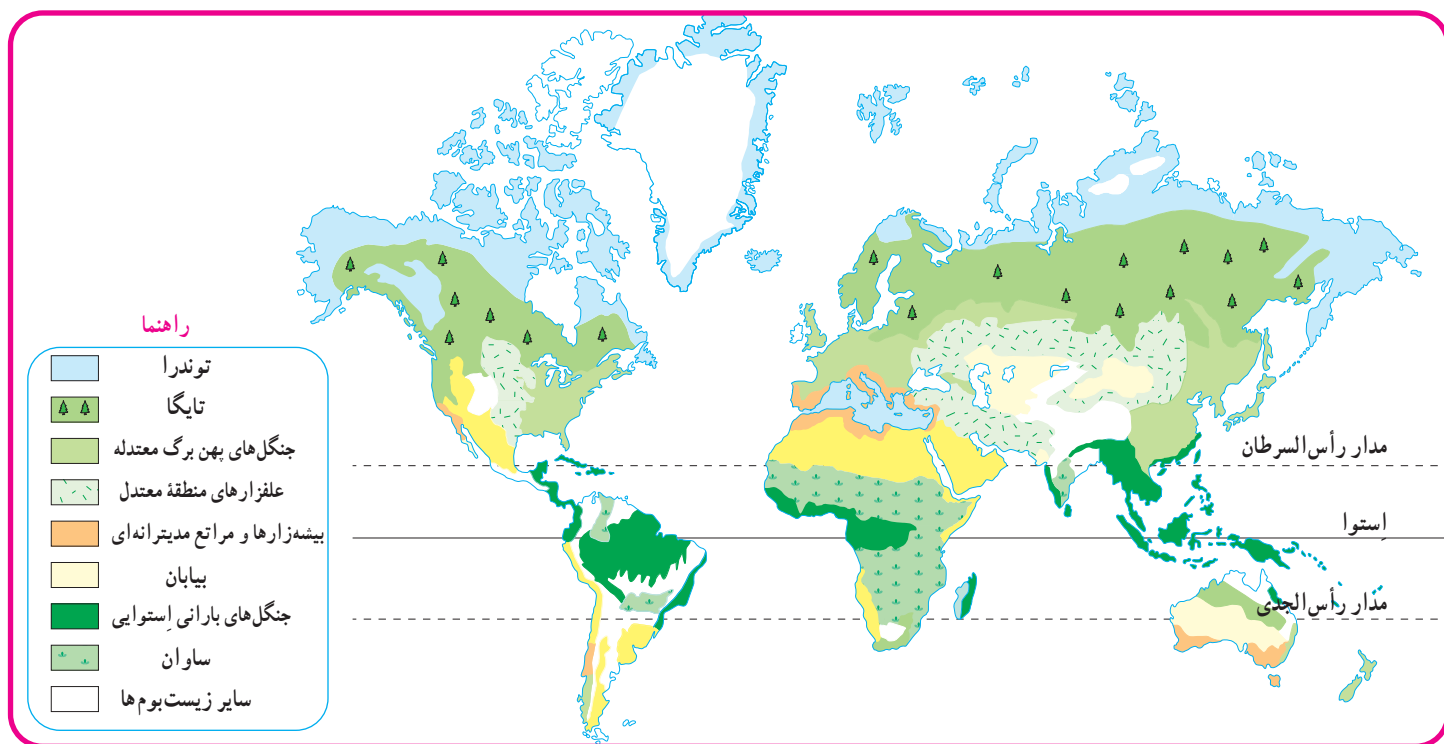 راهنما
توندرا
تایگا
جنگل‌های پهن برگ معتدله
علفزارهای منطقهٔ معتدل
بیشه‌زارها و مراتع مدیترانه‌ای
بیابان
جنگل‌های بارانی اِستوایی
ساوان
سایر زیست‌بوم‌ها
مدار رأس‌السرطان
اِستوا
مدار رأس‌الجدی